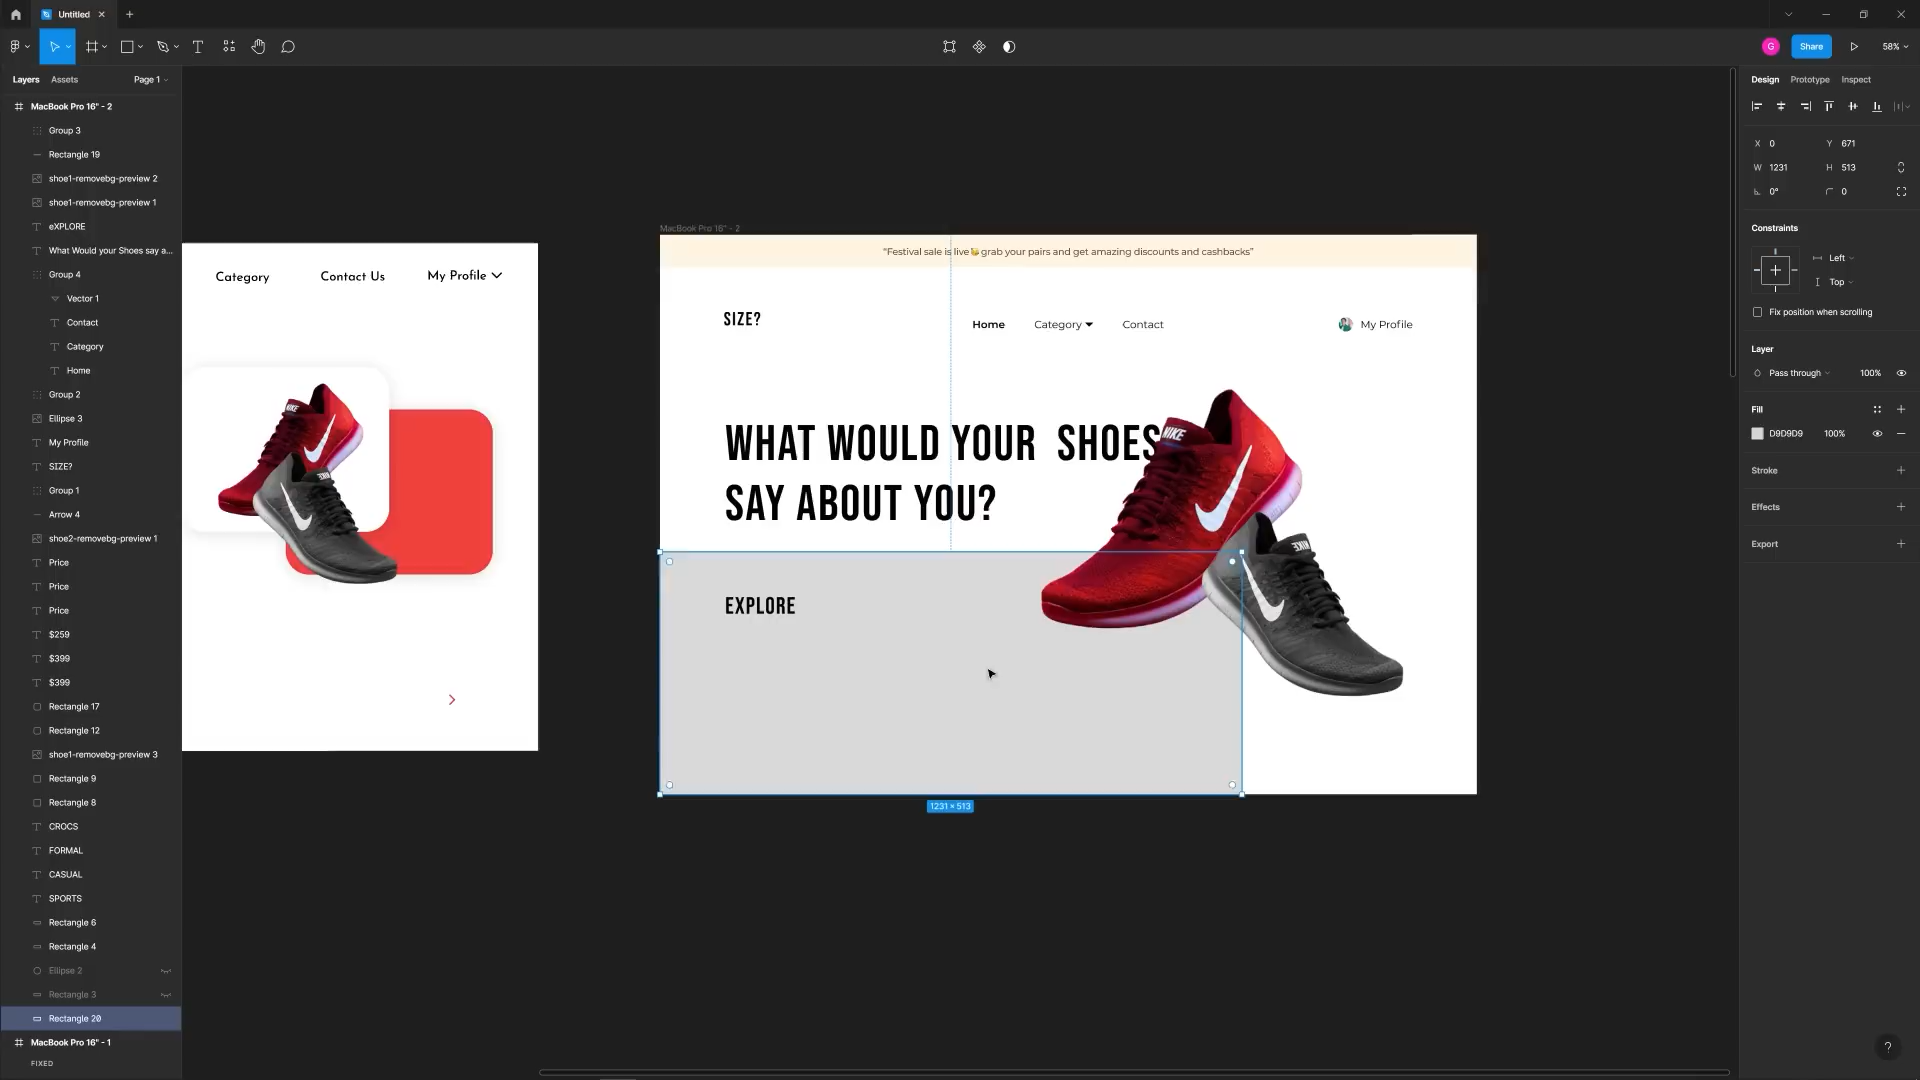 Untitled
G
Share
58%
Layers
Assets
Page 1
Design
Prototype
Inspect
MacBook Pro 16" - 2
Group 3
Rectangle 19
shoe1-removebg-preview 2
shoe1-removebg-preview 1
eXPLORE
What Would your Shoes say a...
Group 4
Vector 1
Contact
Category
Home
Group 2
Ellipse 3
My Profile
SIZE?
Group 1
Arrow 4
shoe2-removebg-preview 1
Price
Price
Price
$259
$399
$399
Rectangle 17
Rectangle 12
shoe1-removebg-preview 3
Rectangle 9
Rectangle 8
CROCS
FORMAL
CASUAL
SPORTS
Rectangle 6
Rectangle 4
Ellipse 2
Rectangle 3
Rectangle 20
MacBook Pro 16" - 1
FIXED
Category
Contact Us
My Profile
NIKE
NIKE
MacBook Pro 16" - 2
“Festival sale is live🥳grab your pairs and get amazing discounts and cashbacks”
SIZE?
Home
Category
Contact
My Profile
WHAT WOULD YOUR SHOES
SAY ABOUT YOU?
EXPLORE
NIKE
NIKE
1231 × 513
X 0
Y 671
W 1231
H 513
0°
0
Constraints
Left
Top
Fix position when scrolling
Layer
Pass through
100%
Fill
D9D9D9
100%
Stroke
Effects
Export
?